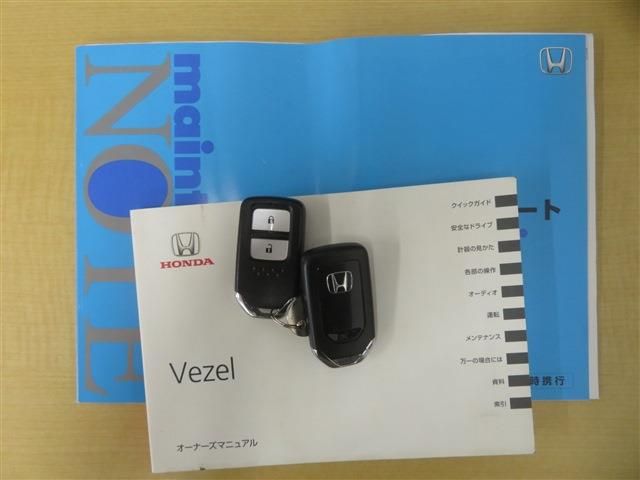 maint
NOTE
ート
時携行
HONDA
Vezel
オーナーズマニュアル
クイックガイド
安全なドライブ
計器の見かた
各部の操作
オーディオ
運転
メンテナンス
万一の場合には
資料
索引